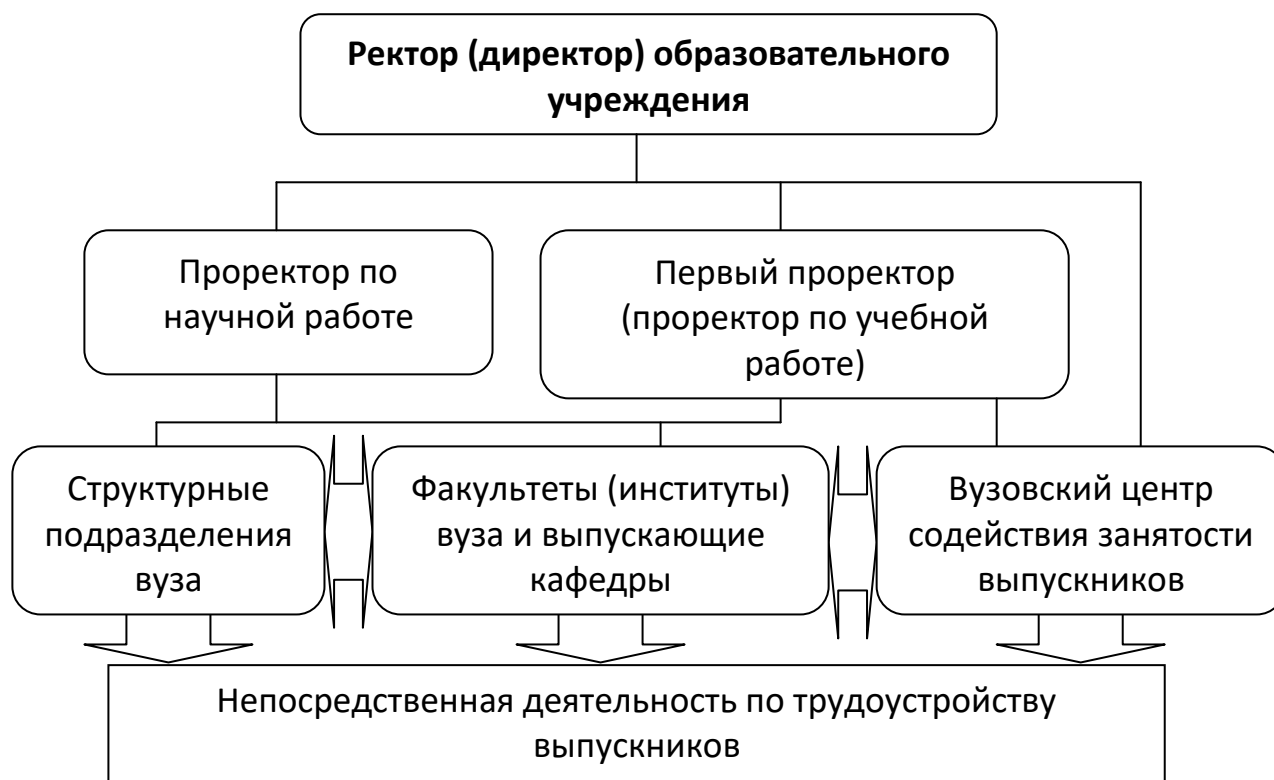 Ректор (директор) образовательного
учреждения
Проректор по
научной работе
Первый проректор
(проректор по учебной
работе)
Структурные
подразделения
вуза
Факультеты (институты)
вуза и выпускающие
кафедры
Вузовский центр
содействия занятости
выпускников
Непосредственная деятельность по трудоустройству
выпускников